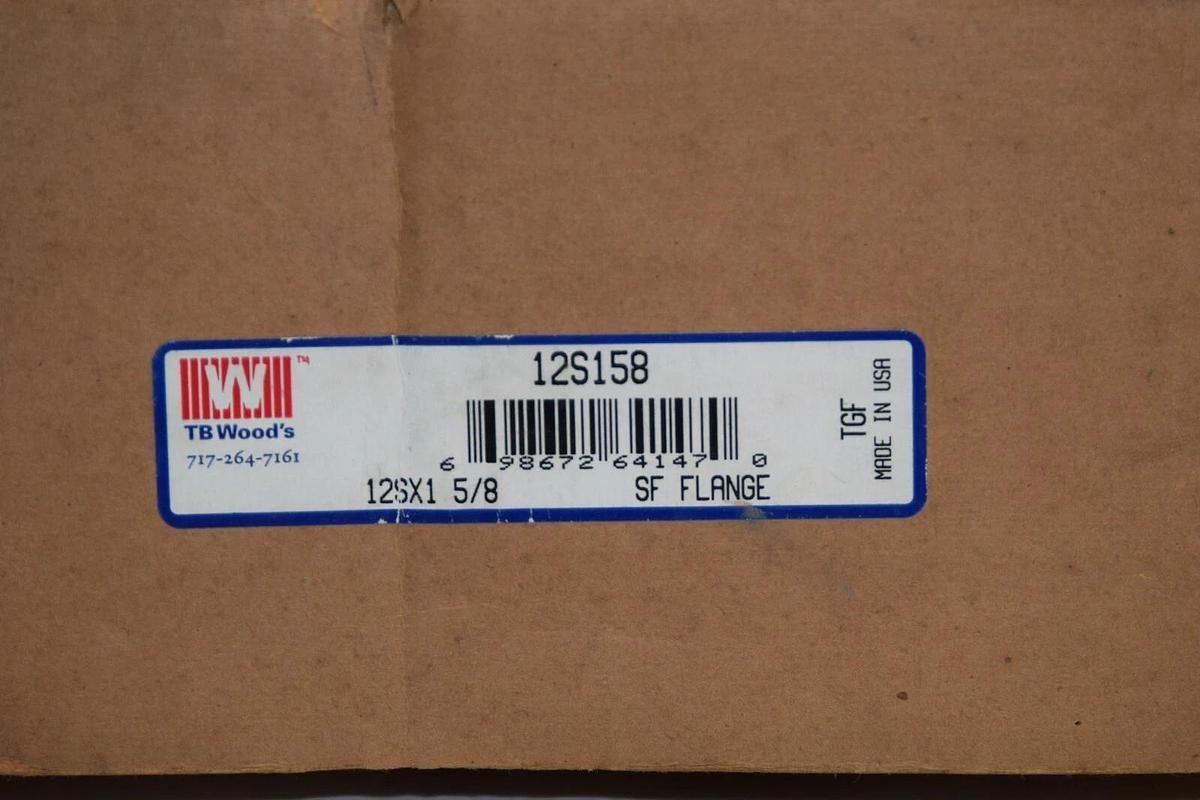 W™
TB Wood's
717-264-7161
12S158
6 98672 64147 0
12SX1 5/8 SF FLANGE
TGF
MADE IN USA